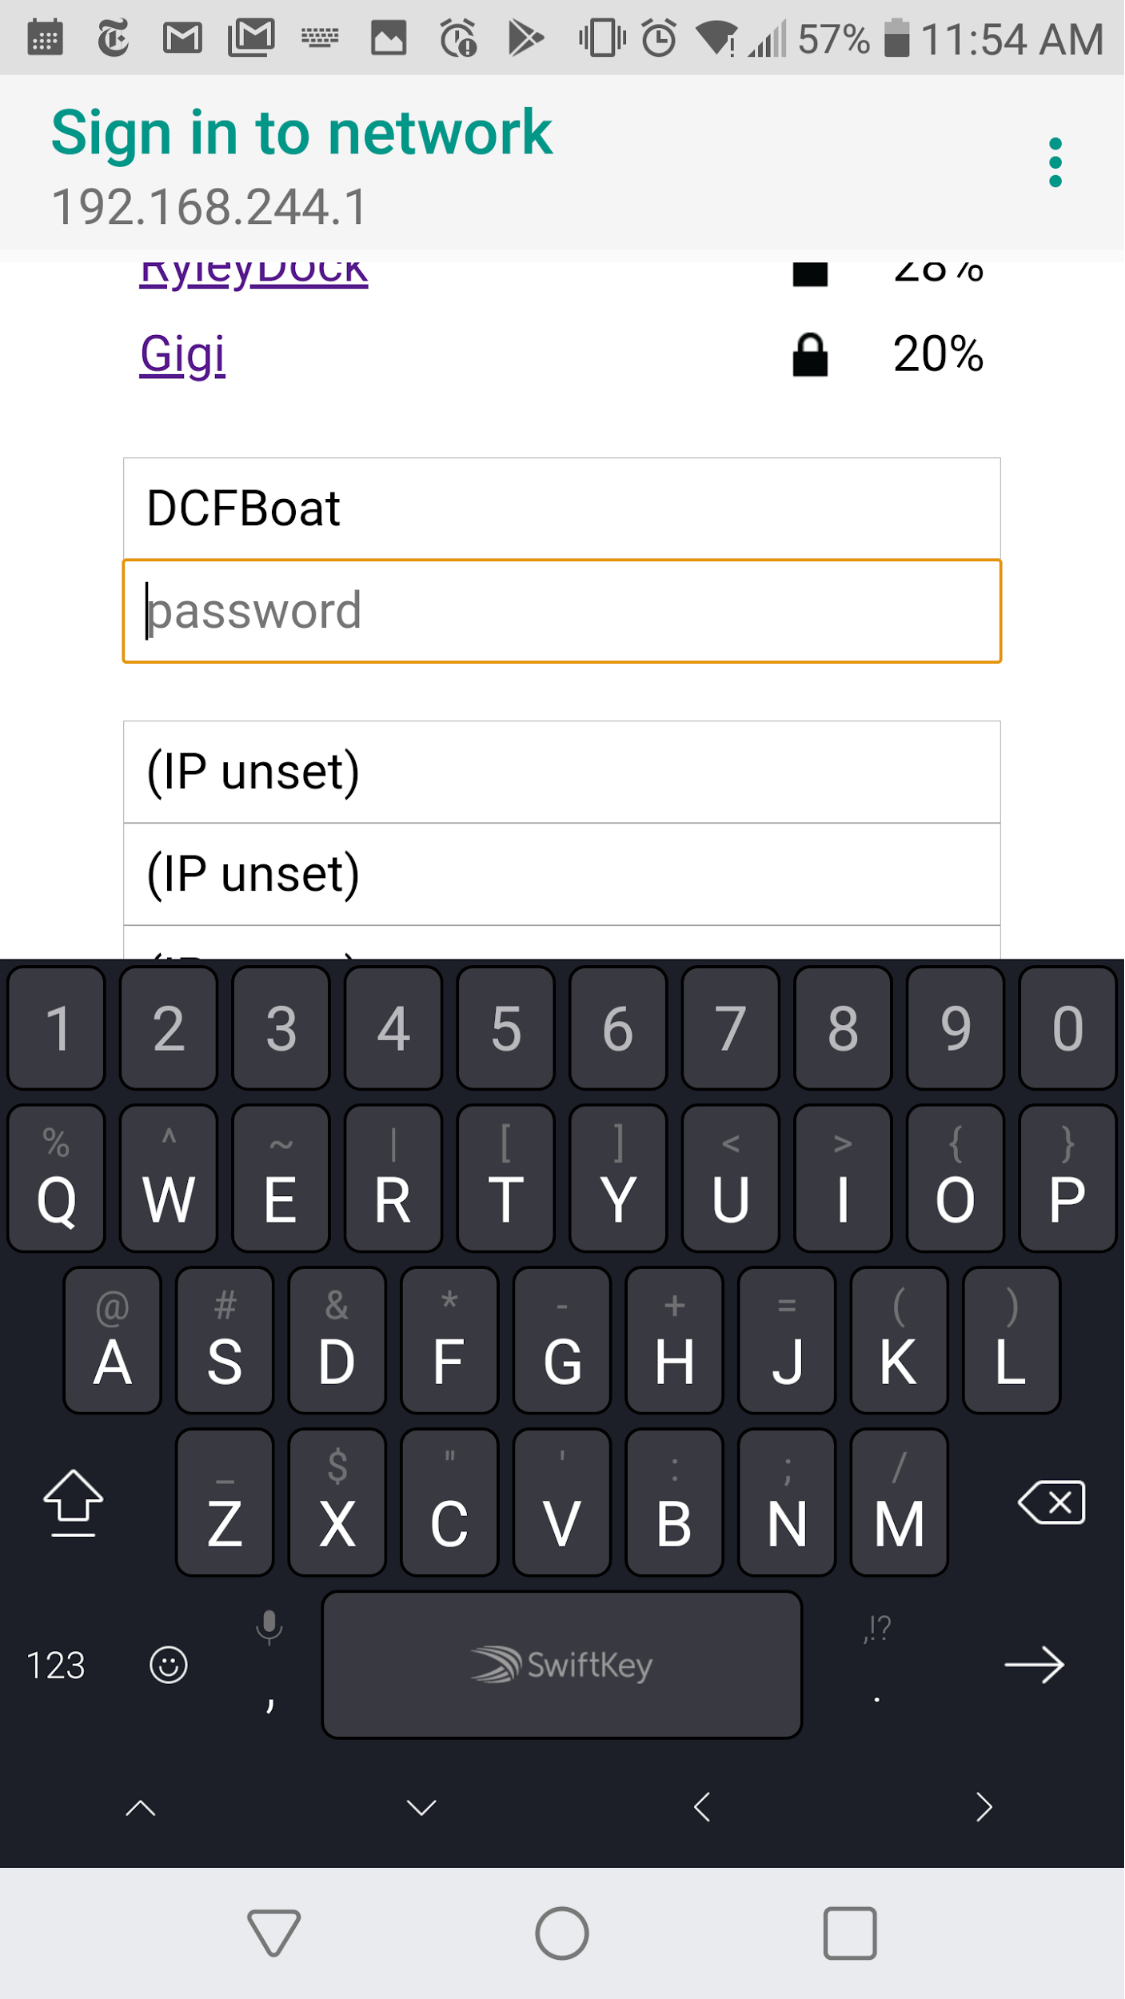 57% 11:54 AM
Sign in to network
192.168.244.1
RyleyDock 28%
Gigi 20%
DCFBoat
password
(IP unset)
(IP unset)
1 2 3 4 5 6 7 8 9 0
% ^ ~ | [ ] < > { }
Q W E R T Y U I O P
@ # & * - + = ( )
A S D F G H J K L
_ $ " ' : ; /
Z X C V B N M
,!?
123 , SwiftKey .